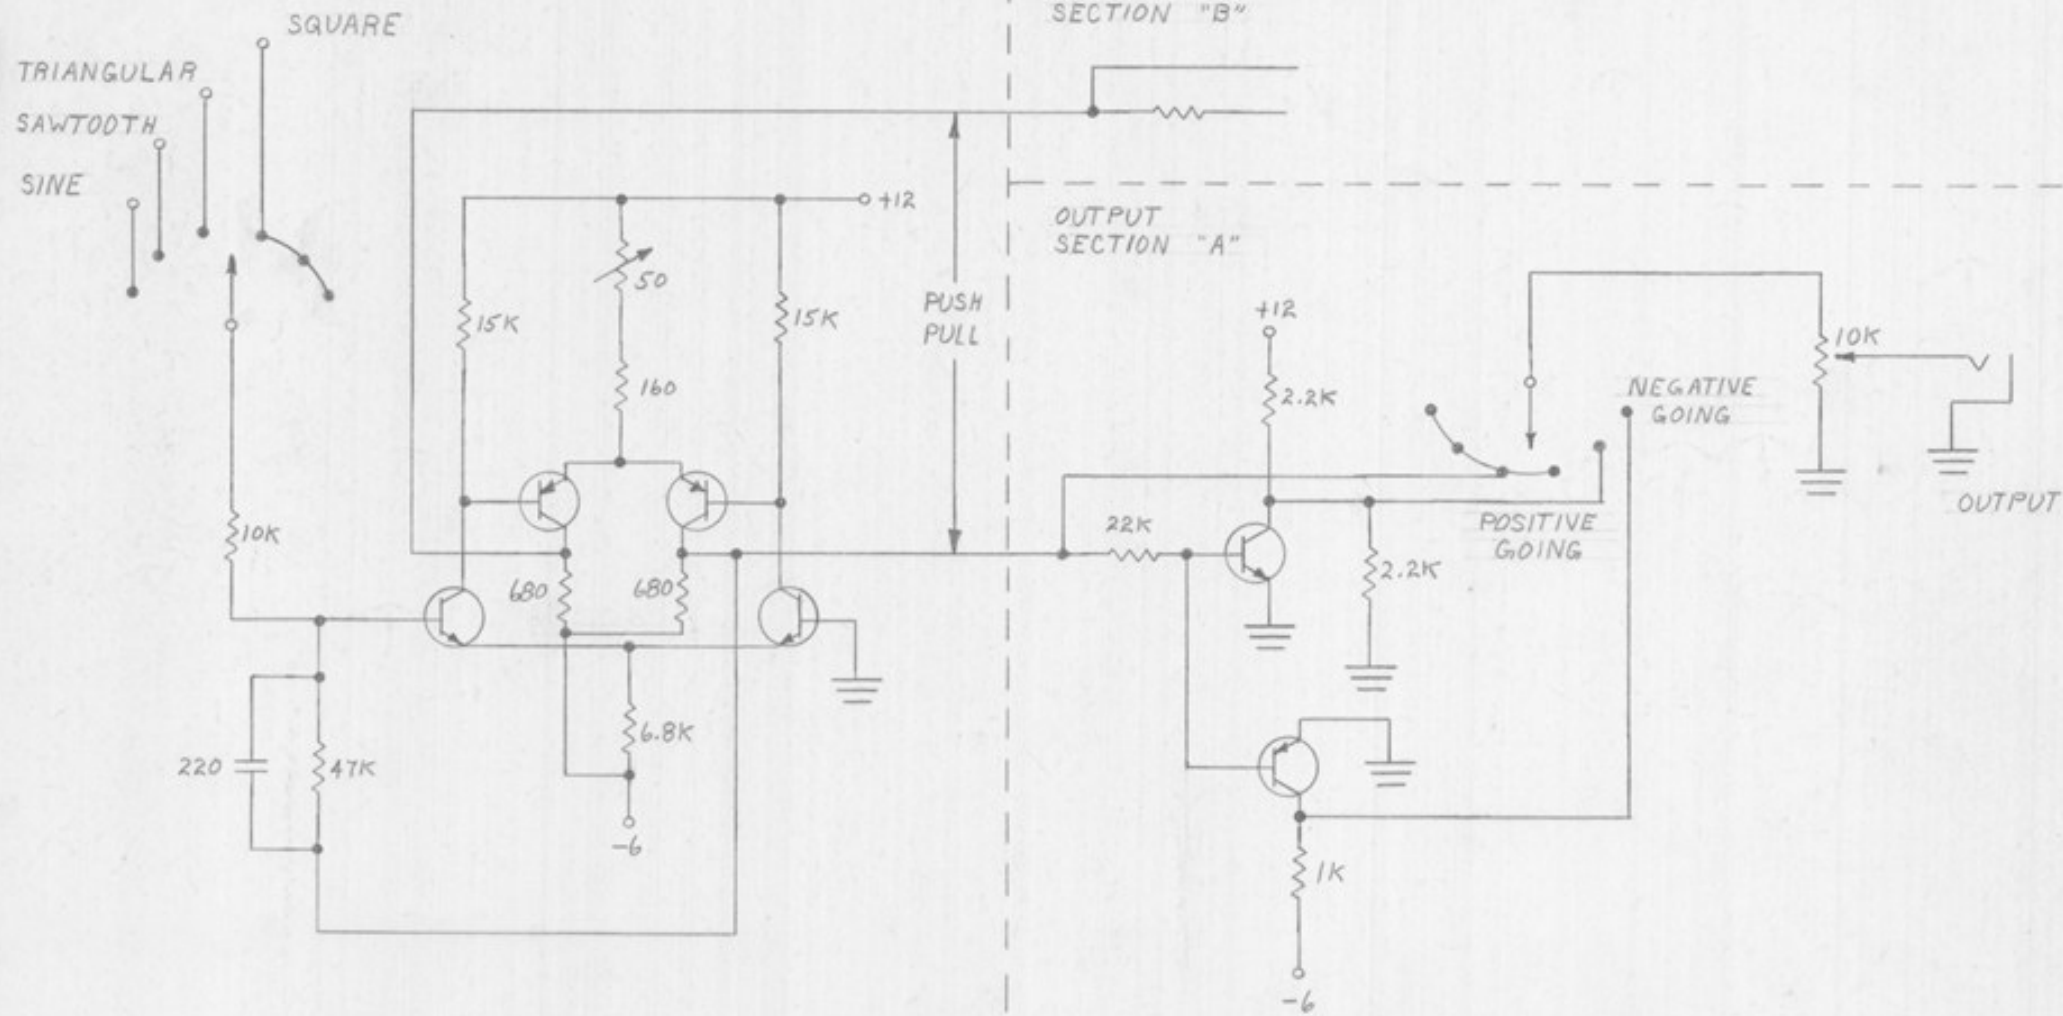 SQUARE
TRIANGULAR
SAWTOOTH
SINE
SECTION "B"
+12
OUTPUT
SECTION "A"
50
15K
15K
PUSH
PULL
+12
10K
160
2.2K
NEGATIVE
GOING
OUTPUT
10K
22K
POSITIVE
GOING
2.2K
680
680
6.8K
220
47K
-6
1K
-6